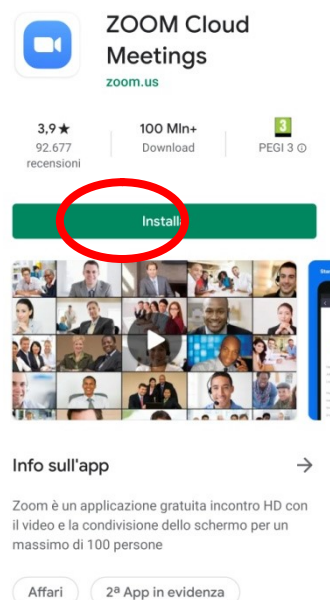 ZOOM Cloud
Meetings
zoom.us
3,9★
92.677
recensioni
100 Mln+
Download
3
PEGI 3
Installa
Info sull'app
Zoom è un applicazione gratuita incontro HD con
il video e la condivisione dello schermo per un
massimo di 100 persone
Affari
2ª App in evidenza